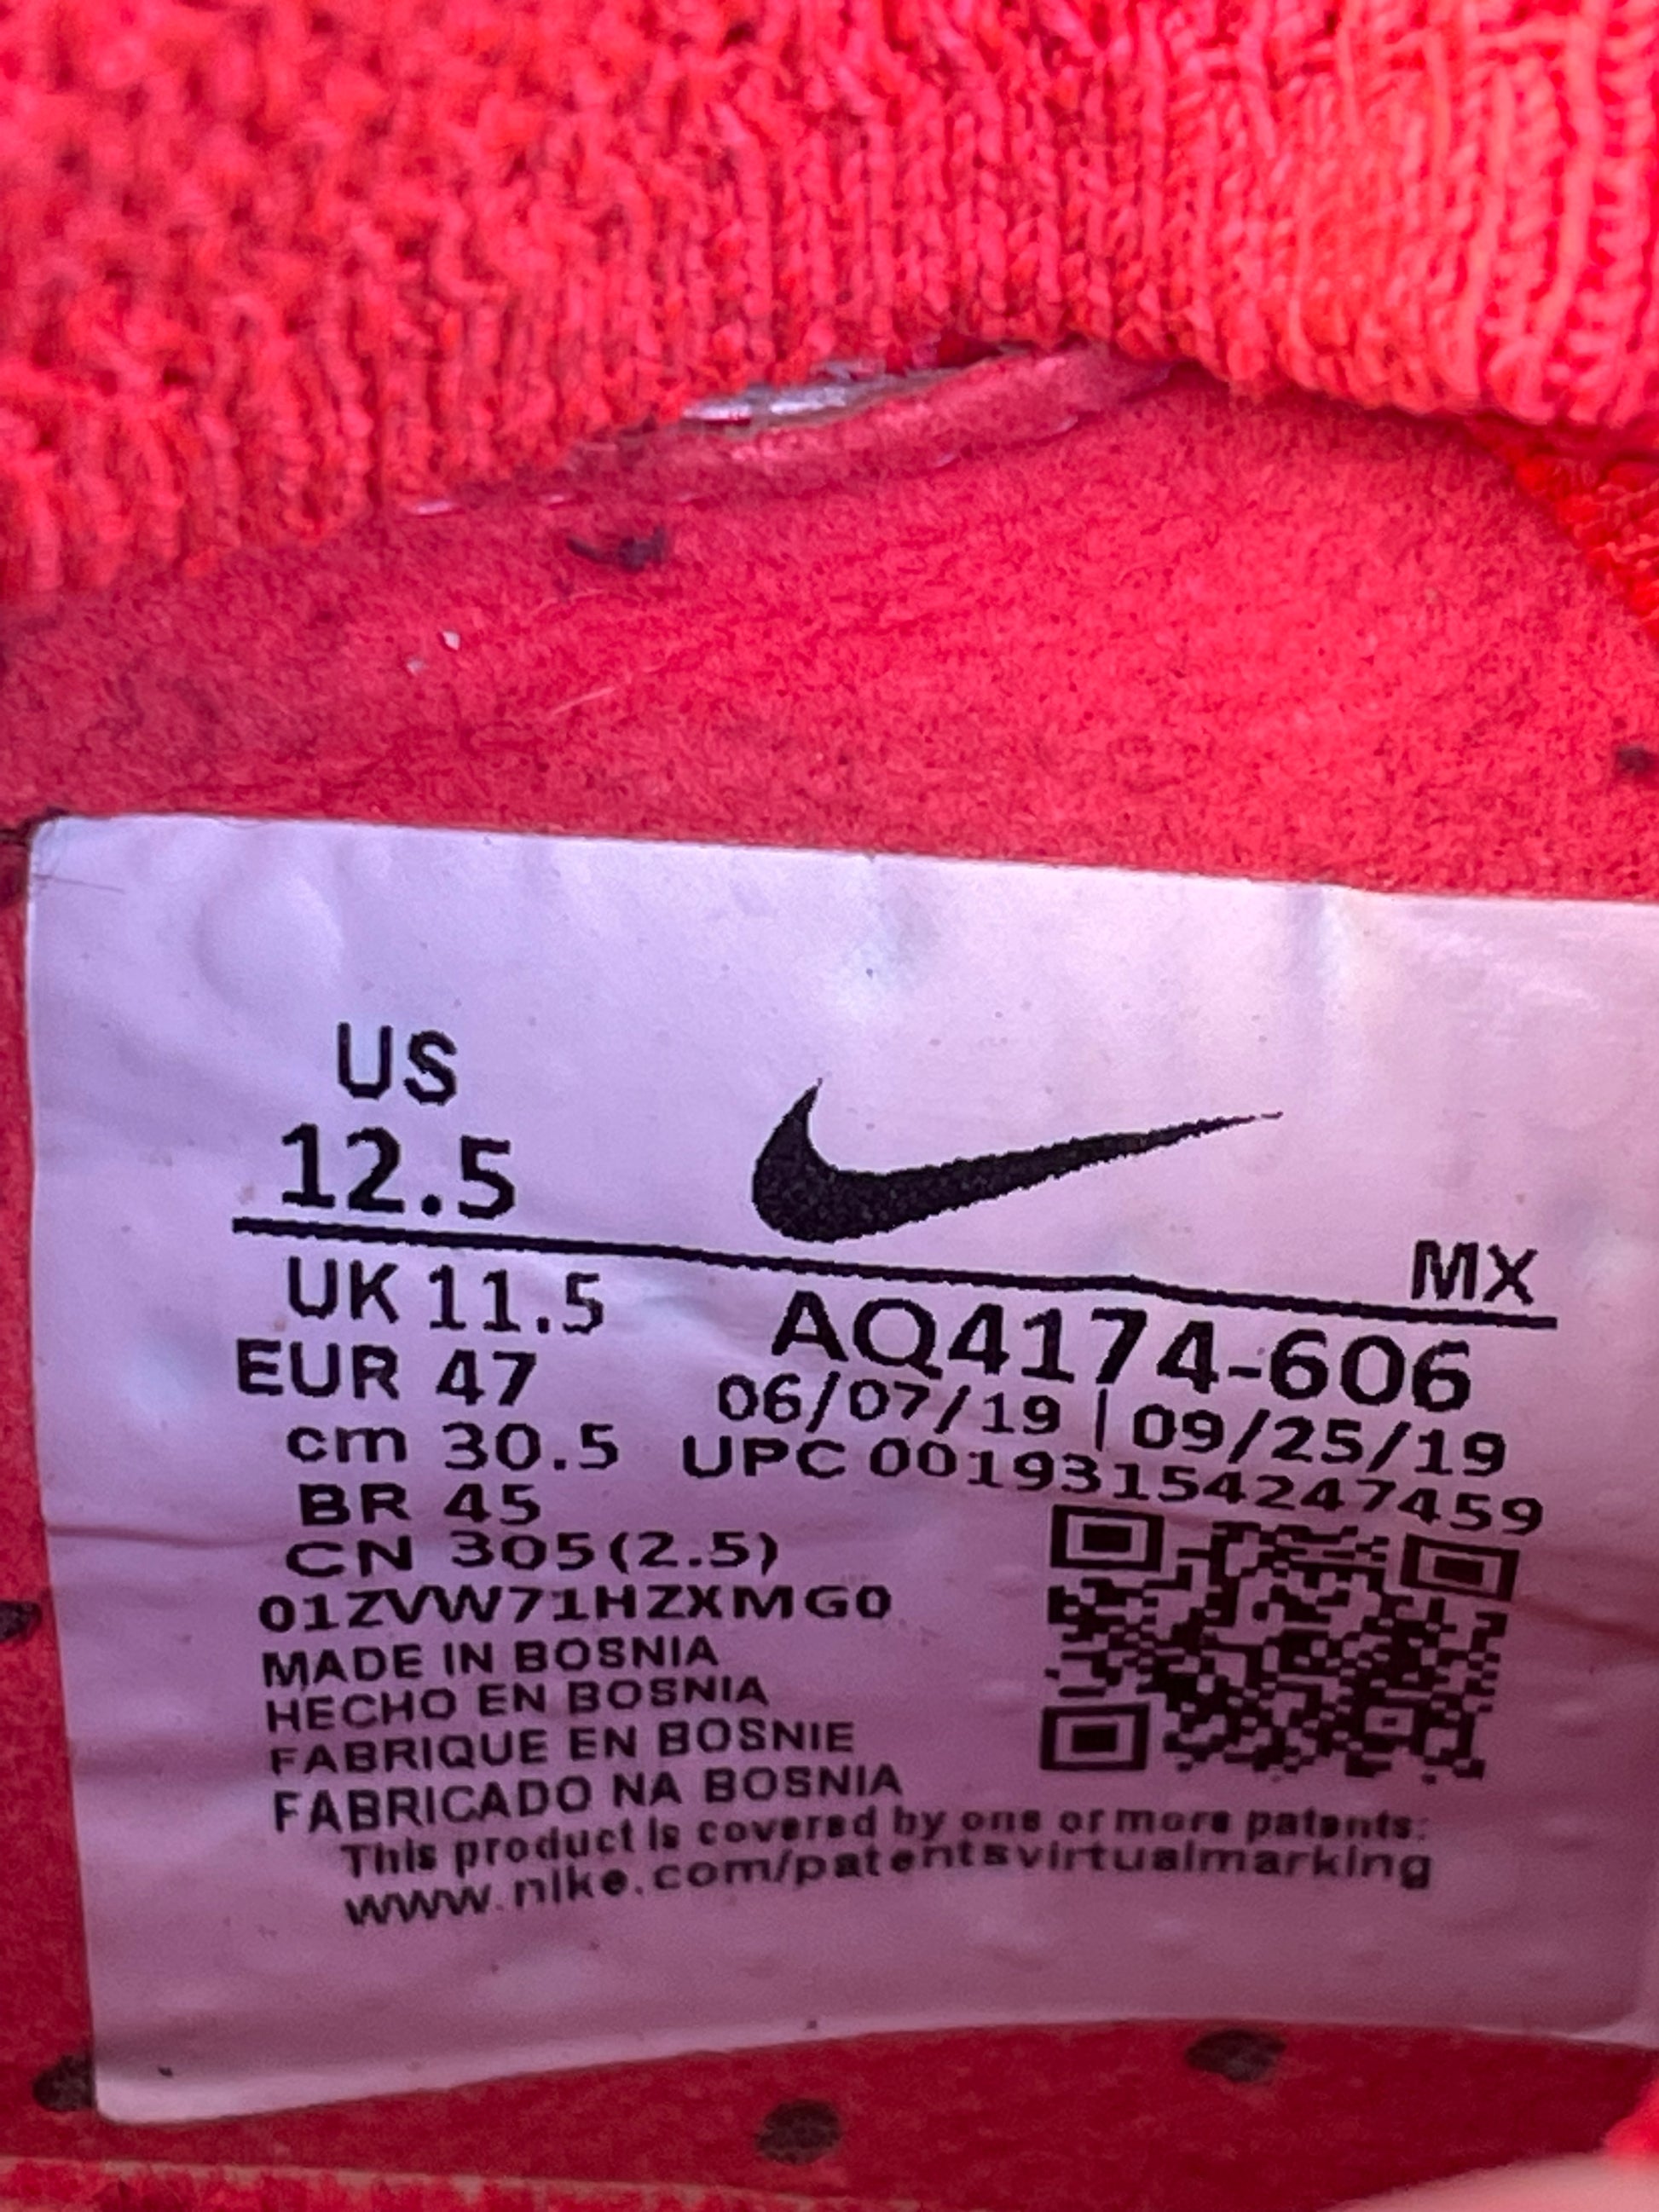 US
12.5
MX
UK 11.5
EUR 47
cm 30.5
BR 45
CN 305(2.5)
AQ4174-606
06/07/19 | 09/25/19
UPC 00193154247459
01ZVW71HZXMG0
MADE IN BOSNIA
HECHO EN BOSNIA
FABRIQUE EN BOSNIE
FABRICADO NA BOSNIA
This product is covered by one or more patents:
www.nike.com/patentsvirtualmarking